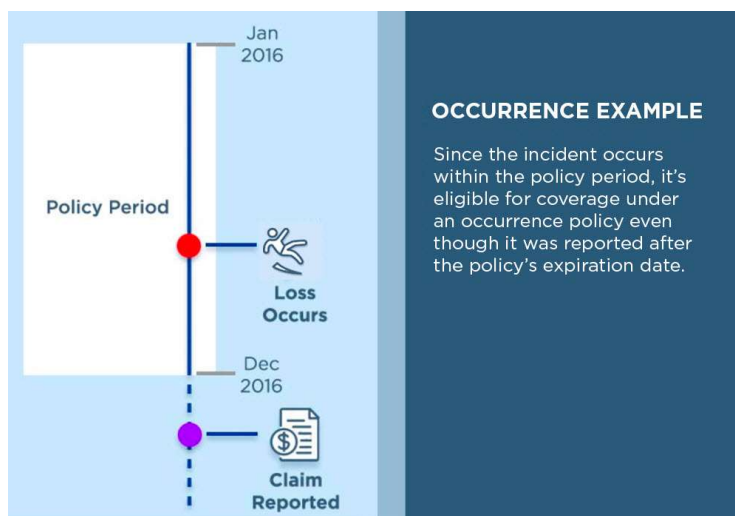 Jan
2016
Policy Period
Loss
Occurs
Dec
2016
$
Claim
Reported
OCCURRENCE EXAMPLE
Since the incident occurs
within the policy period, it's
eligible for coverage under
an occurrence policy even
though it was reported after
the policy's expiration date.